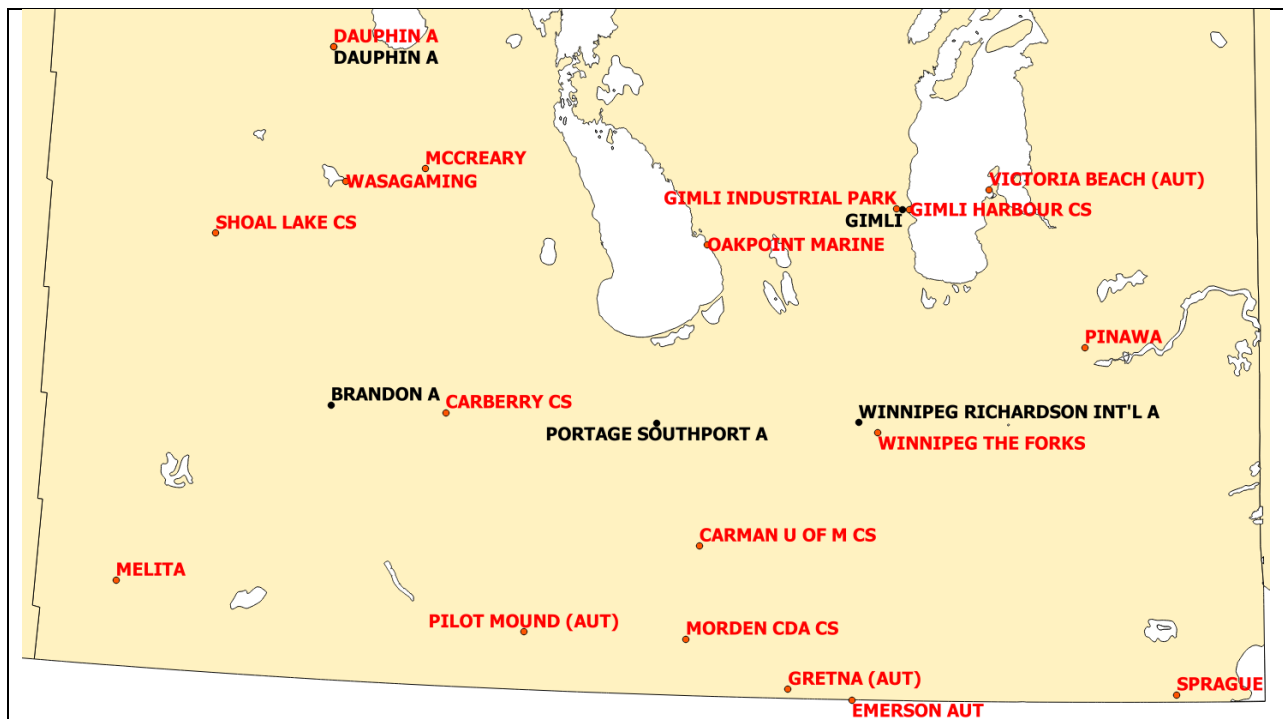 DAUPHIN A
DAUPHIN A
MCCREARY
WASAGAMING
VICTORIA BEACH (AUT)
GIMLI INDUSTRIAL PARK
GIMLI HARBOUR CS
GIMLI
SHOAL LAKE CS
OAKPOINT MARINE
PINAWA
BRANDON A
CARBERRY CS
WINNIPEG RICHARDSON INT'L A
PORTAGE SOUTHPORT A
WINNIPEG THE FORKS
CARMAN U OF M CS
MELITA
PILOT MOUND (AUT)
MORDEN CDA CS
GRETNA (AUT)
SPRAGUE
EMERSON AUT